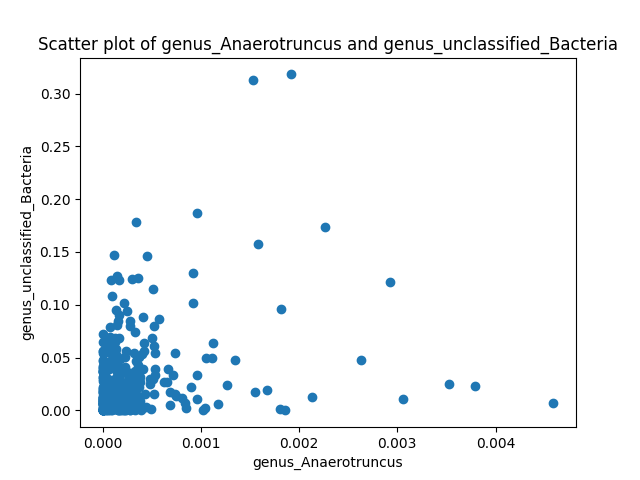 Scatter plot of genus_Anaerotruncus and genus_unclassified_Bacteria
genus_unclassified_Bacteria
0.30
0.25
0.20
0.15
0.10
0.05
0.00
0.000 0.001 0.002 0.003 0.004
genus_Anaerotruncus